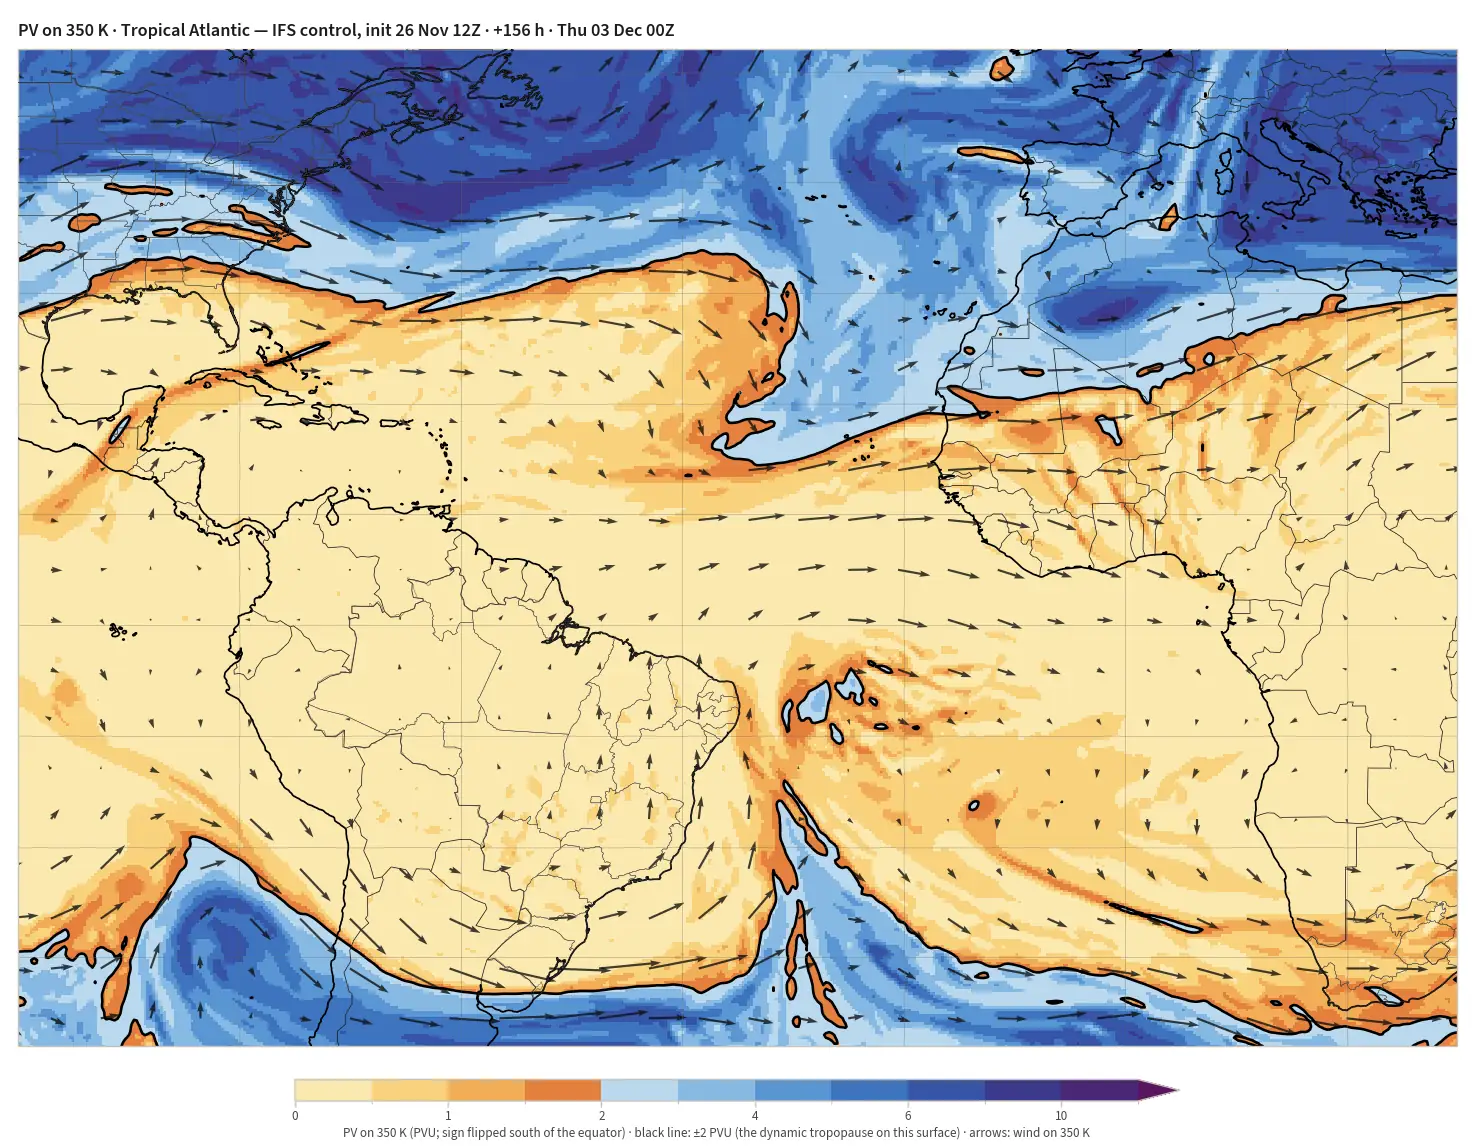 PV on 350 K · Tropical Atlantic — IFS control, init 26 Nov 12Z · +156 h · Thu 03 Dec 00Z
0 1 2 4 6 10
PV on 350 K (PVU; sign flipped south of the equator) · black line: ±2 PVU (the dynamic tropopause on this surface) · arrows: wind on 350 K